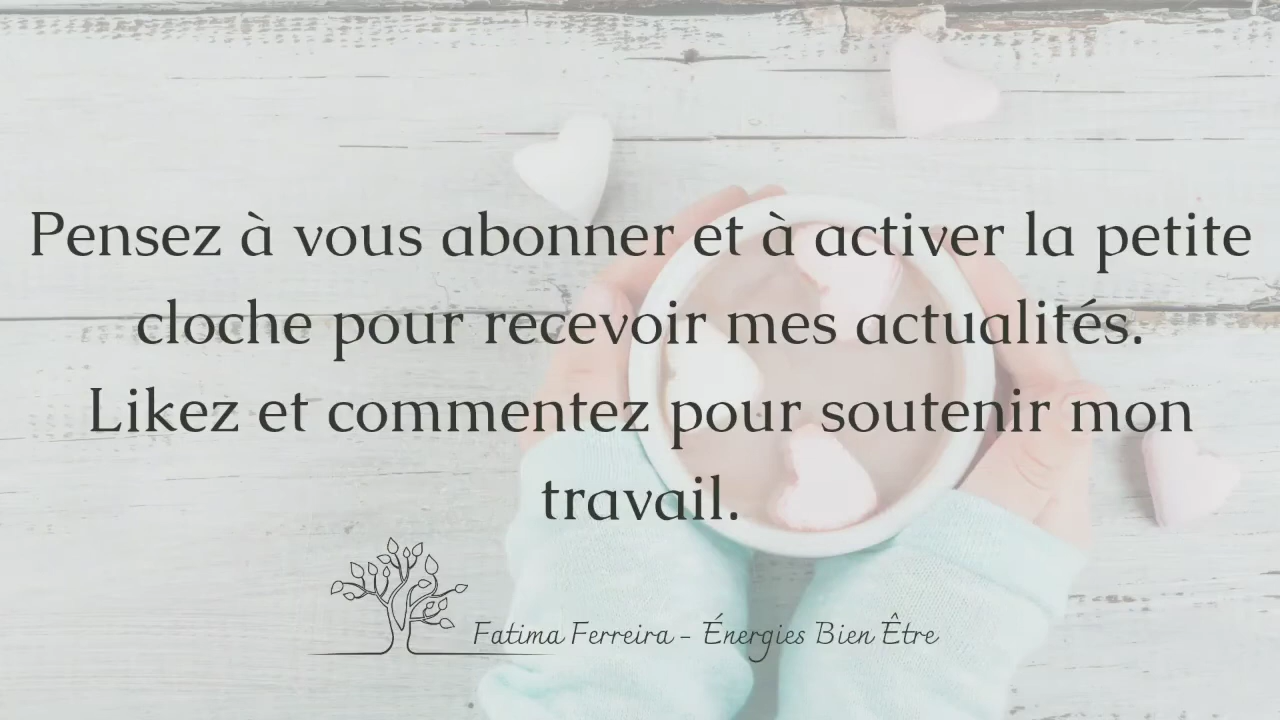 Pensez à vous abonner et à activer la petite
cloche pour recevoir mes actualités.
Likez et commentez pour soutenir mon
travail.
Fatima Ferreira - Énergies Bien Être